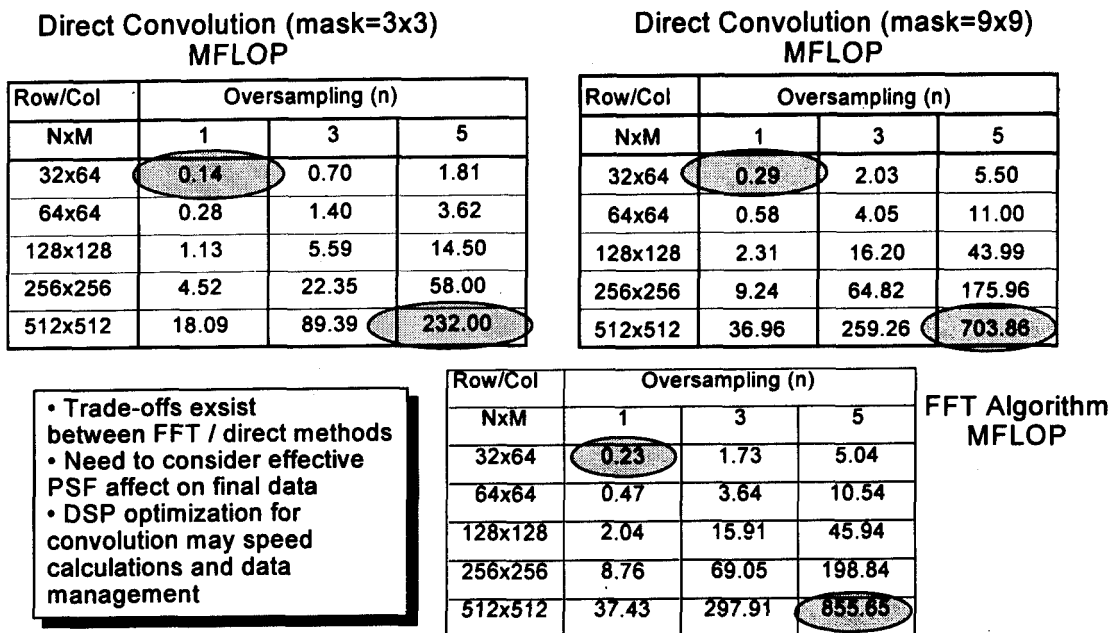 Direct Convolution (mask=3x3)
MFLOP
Row/Col Oversampling (n)
NxM 1 3 5
32x64 0.14 0.70 1.81
64x64 0.28 1.40 3.62
128x128 1.13 5.59 14.50
256x256 4.52 22.35 58.00
512x512 18.09 89.39 232.00
Direct Convolution (mask=9x9)
MFLOP
Row/Col Oversampling (n)
NxM 1 3 5
32x64 0.29 2.03 5.50
64x64 0.58 4.05 11.00
128x128 2.31 16.20 43.99
256x256 9.24 64.82 175.96
512x512 36.96 259.26 703.86
• Trade-offs exsist
between FFT / direct methods
• Need to consider effective
PSF affect on final data
• DSP optimization for
convolution may speed
calculations and data
management
Row/Col Oversampling (n)
NxM 1 3 5
32x64 0.23 1.73 5.04
64x64 0.47 3.64 10.54
128x128 2.04 15.91 45.94
256x256 8.76 69.05 198.84
512x512 37.43 297.91 855.65
FFT Algorithm
MFLOP